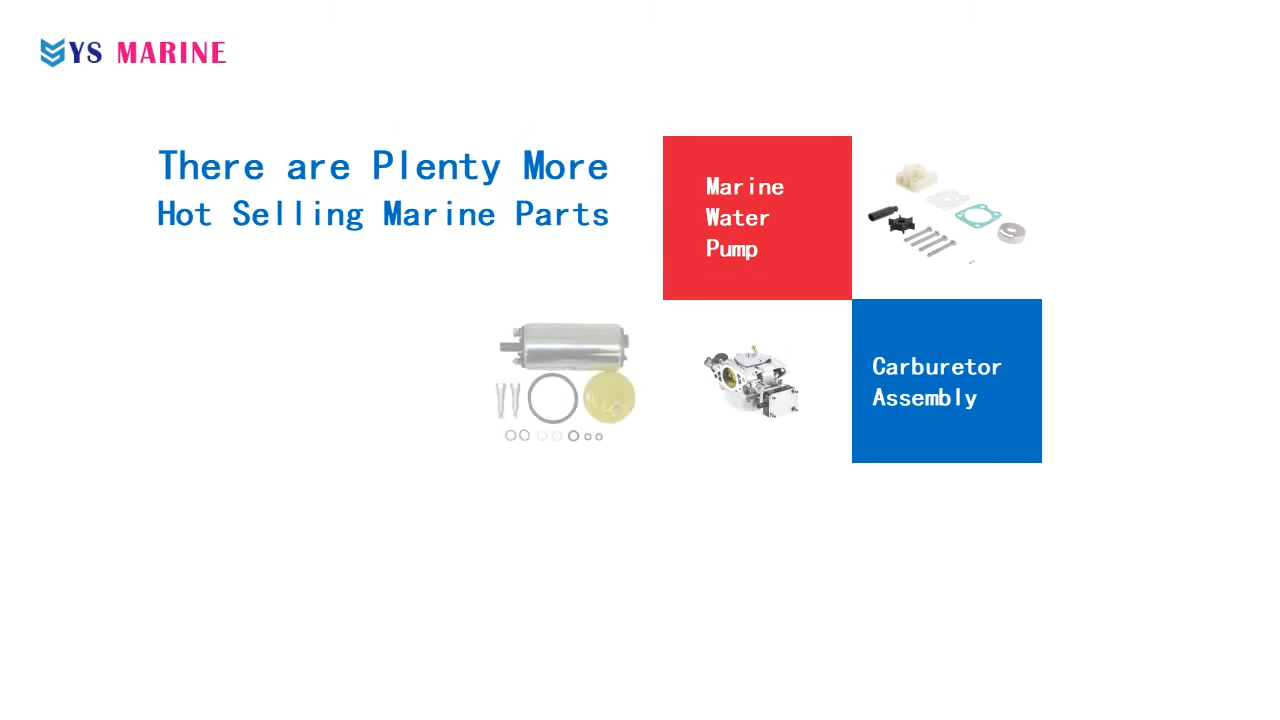 YS MARINE
There are Plenty More
Hot Selling Marine Parts
Marine
Water
Pump
Carburetor
Assembly